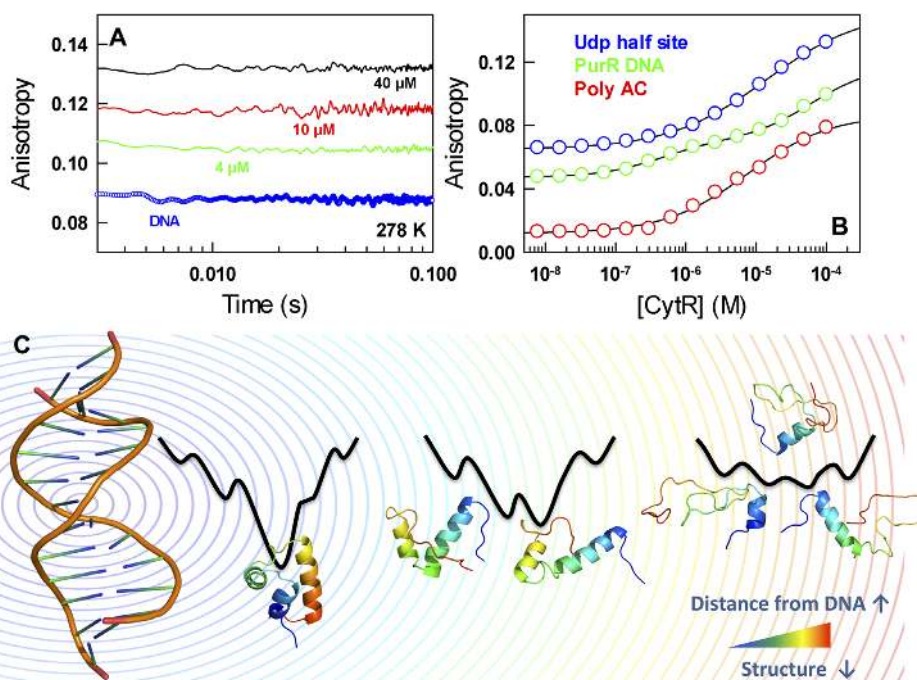 A
Anisotropy
0.14
0.12
0.10
0.08
40 µM
10 µM
4 µM
DNA
278 K
0.010
0.100
Time (s)
B
Anisotropy
0.12
0.08
0.04
0.00
Udp half site
PurR DNA
Poly AC
10⁻⁸
10⁻⁷
10⁻⁶
10⁻⁵
10⁻⁴
[CytR] (M)
C
Distance from DNA ↑
Structure ↓